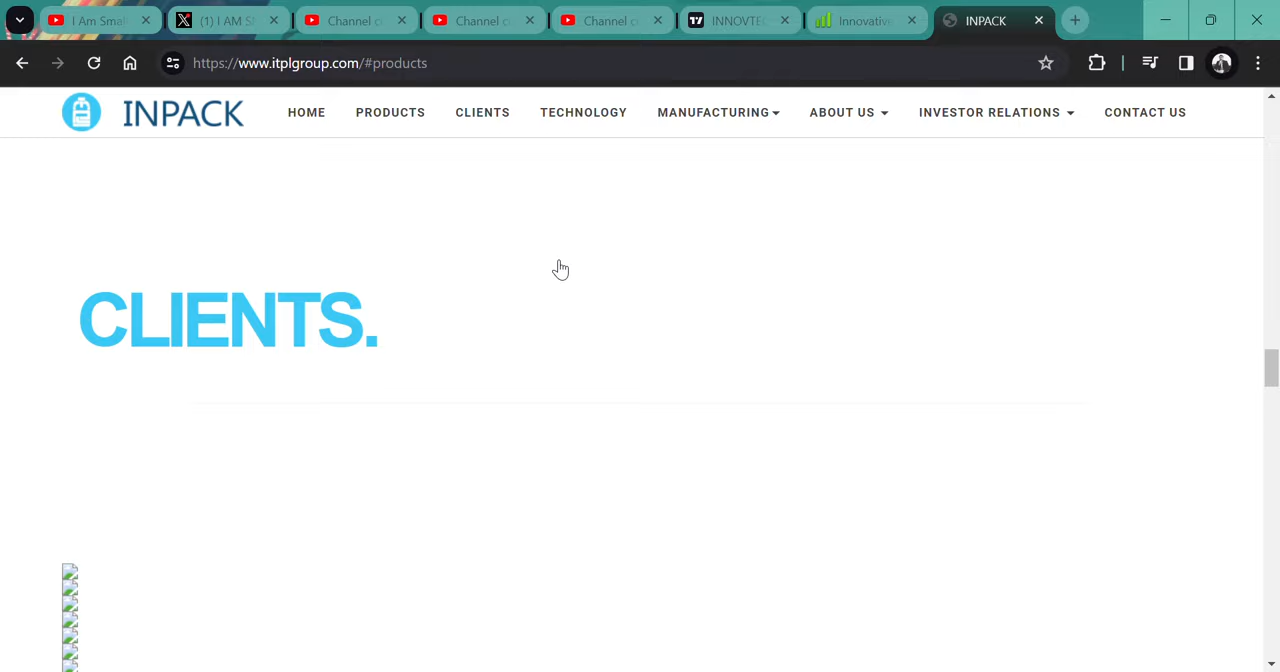 I Am Smal
(1) I AM S
Channel c
Channel c
Channel c
INNOVTEC
Innovative
INPACK
https://www.itplgroup.com/#products
INPACK
HOME
PRODUCTS
CLIENTS
TECHNOLOGY
MANUFACTURING
ABOUT US
INVESTOR RELATIONS
CONTACT US
CLIENTS.